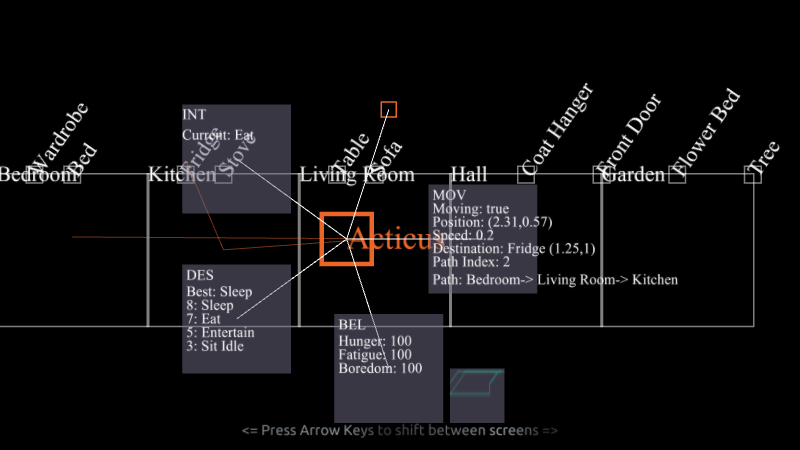 Wardrobe
Bed
Fridge
Stove
Table
Sofa
Coat Hanger
Front Door
Flower Bed
Tree
Bedroom
Kitchen
Living Room
Hall
Garden
INT
Current: Eat
Acticus
MOV
Moving: true
Position: (2.31,0.57)
Speed: 0.2
Destination: Fridge (1.25,1)
Path Index: 2
Path: Bedroom-> Living Room-> Kitchen
DES
Best: Sleep
8: Sleep
7: Eat
5: Entertain
3: Sit Idle
BEL
Hunger: 100
Fatigue: 100
Boredom: 100
<= Press Arrow Keys to shift between screens =>